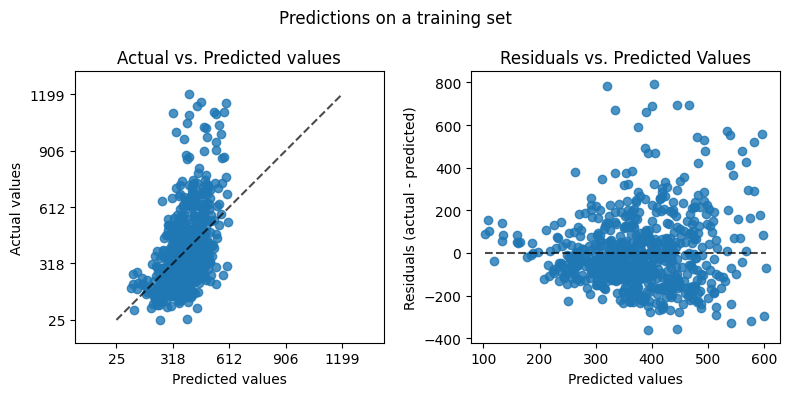 Predictions on a training set
Actual vs. Predicted values
Actual values
1199
906
612
318
25
25 318 612 906 1199
Predicted values
Residuals vs. Predicted Values
Residuals (actual - predicted)
800
600
400
200
0
−200
−400
100 200 300 400 500 600
Predicted values